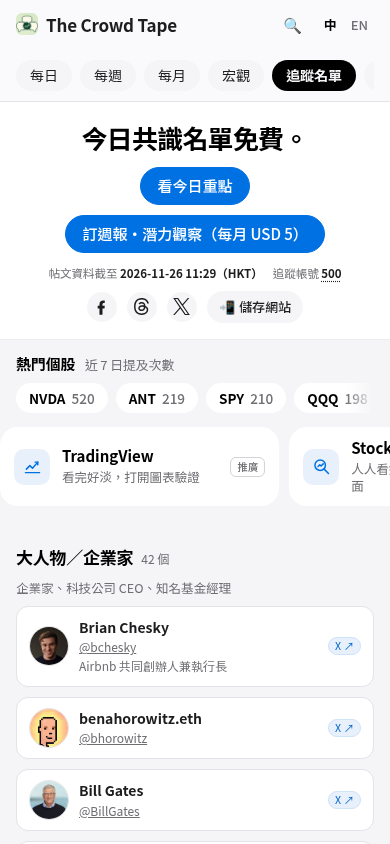 The Crowd Tape
中 EN
每日 每週 每月 宏觀 追蹤名單
今日共識名單免費。
看今日重點
訂週報・潛力觀察（每月 USD 5）
帖文資料截至 2026-11-26 11:29（HKT） 追蹤帳號 500
儲存網站
熱門個股 近 7 日提及次數
NVDA 520 ANT 219 SPY 210 QQQ 198
TradingView
看完好淡，打開圖表驗證
推廣
Stock
人人看
面
大人物／企業家 42 個
企業家、科技公司 CEO、知名基金經理
Brian Chesky
@bchesky
Airbnb 共同創辦人兼執行長
X ↗
benahorowitz.eth
@bhorowitz
X ↗
Bill Gates
@BillGates
X ↗